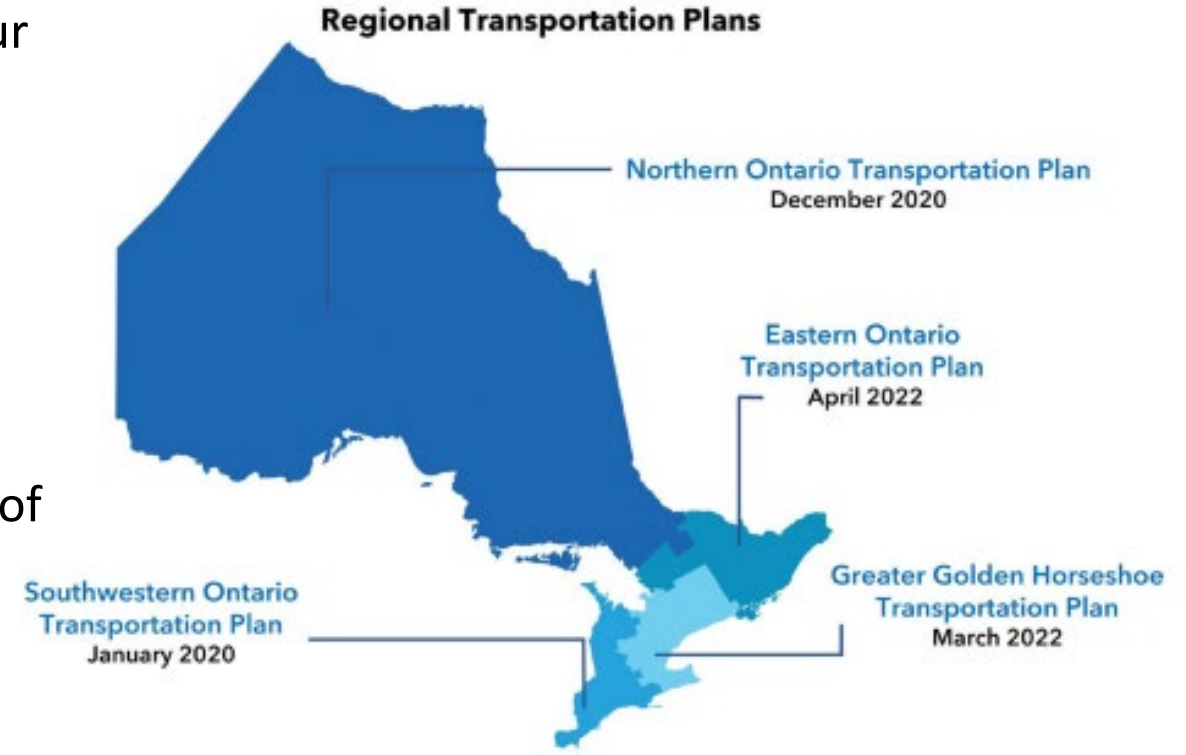 ur
Regional Transportation Plans
Northern Ontario Transportation Plan
December 2020
Eastern Ontario
Transportation Plan
April 2022
of
Southwestern Ontario
Transportation Plan
January 2020
Greater Golden Horseshoe
Transportation Plan
March 2022